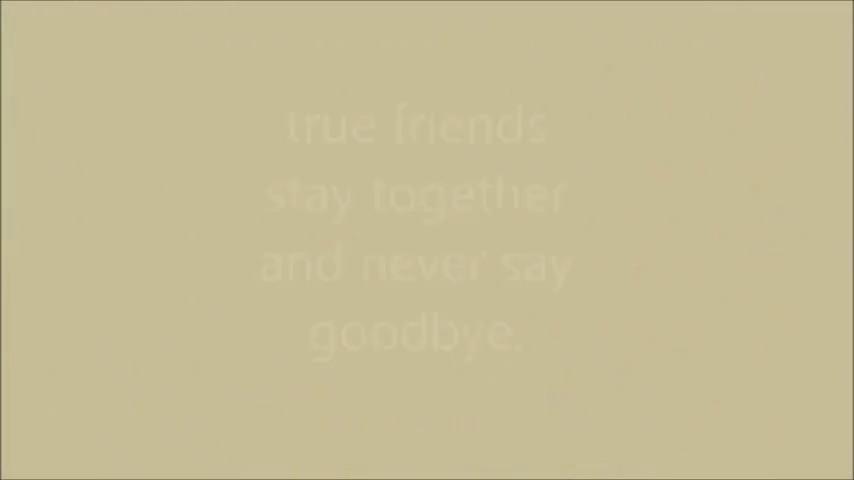 true friends
stay together
and never say
goodbye.